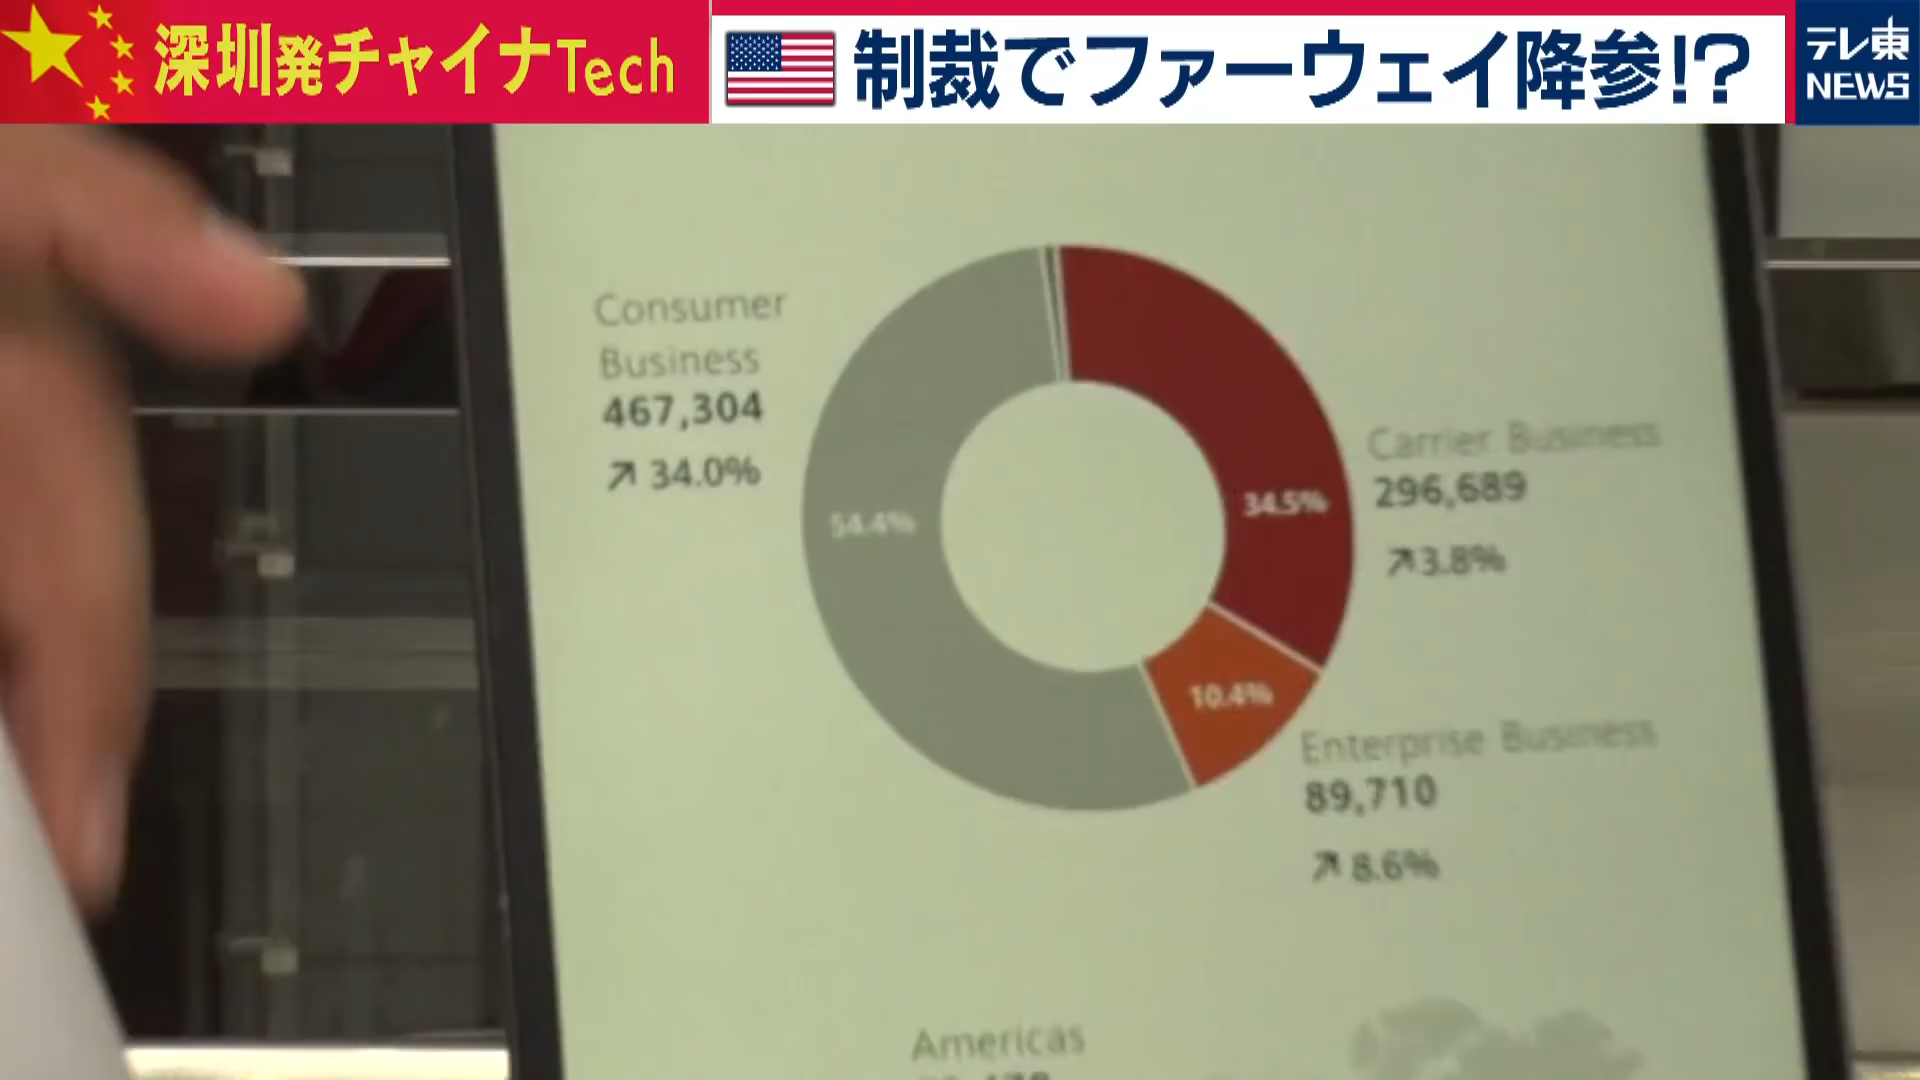 深圳発チャイナTech
制裁でファーウェイ降参!?
テレ東
NEWS
Consumer
Business
467,304
↗ 34.0%
54.4%
34.5%
Carrier Business
296,689
↗ 3.8%
10.4%
Enterprise Business
89,710
↗ 8.6%
Americas